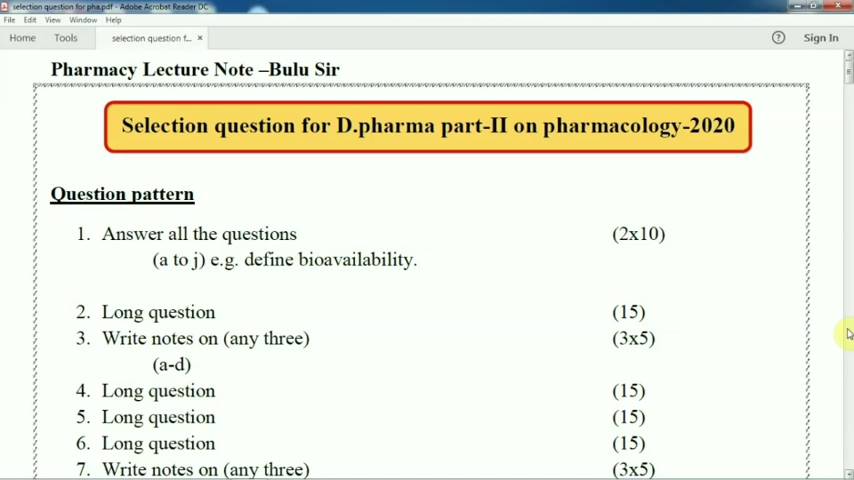 selection question for pha.pdf - Adobe Acrobat Reader DC
File Edit View Window Help
Home Tools selection question f... × ? Sign In
Pharmacy Lecture Note –Bulu Sir
Selection question for D.pharma part-II on pharmacology-2020
Question pattern
1. Answer all the questions (2x10)
(a to j) e.g. define bioavailability.
2. Long question (15)
3. Write notes on (any three) (3x5)
(a-d)
4. Long question (15)
5. Long question (15)
6. Long question (15)
7. Write notes on (any three) (3x5)